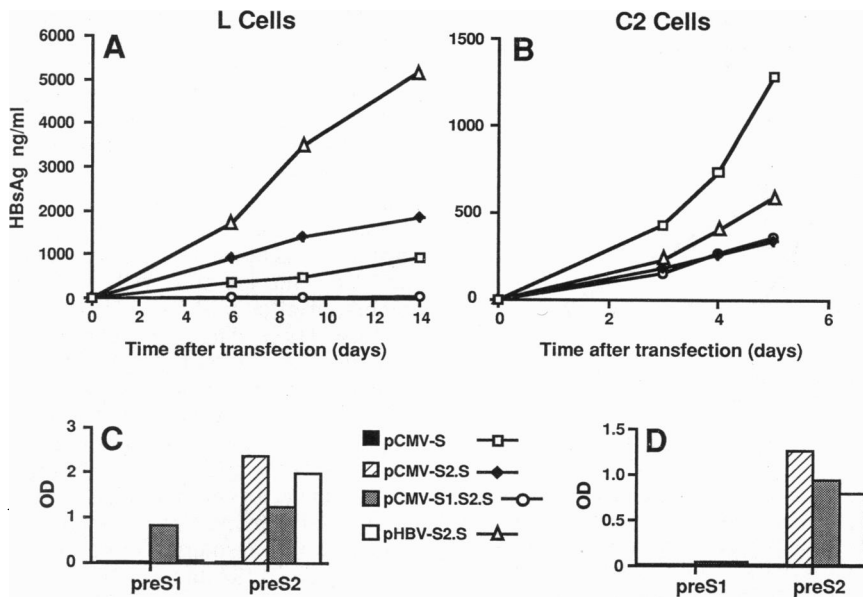 L Cells
C2 Cells
A
6000
5000
4000
3000
2000
1000
0
HBsAg ng/ml
0 2 4 6 8 10 12 14
Time after transfection (days)
B
1500
1000
500
0
0 2 4 6
Time after transfection (days)
C
3
2
1
0
OD
preS1 preS2
pCMV-S
pCMV-S2.S
pCMV-S1.S2.S
pHBV-S2.S
D
1.5
1.0
0.5
0.0
OD
preS1 preS2